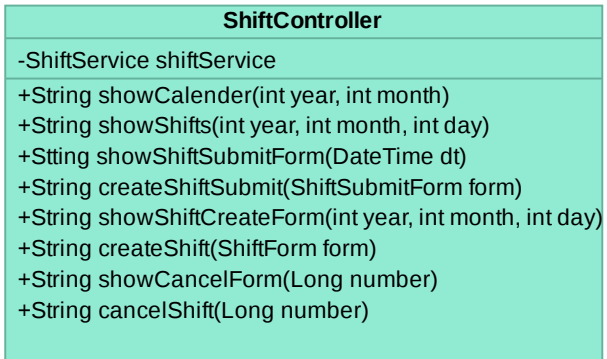 ShiftController
-ShiftService shiftService
+String showCalender(int year, int month)
+String showShifts(int year, int month, int day)
+Stting showShiftSubmitForm(DateTime dt)
+String createShiftSubmit(ShiftSubmitForm form)
+String showShiftCreateForm(int year, int month, int day)
+String createShift(ShiftForm form)
+String showCancelForm(Long number)
+String cancelShift(Long number)